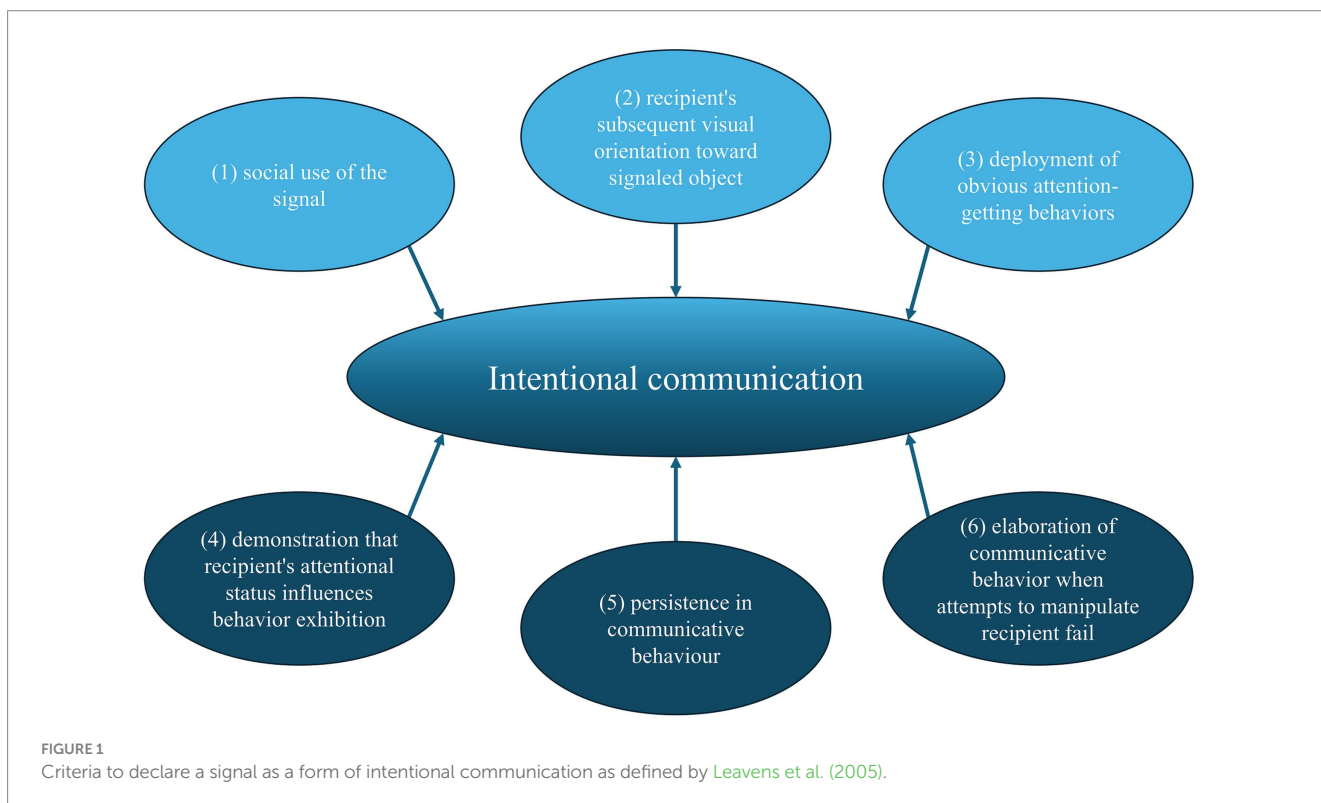 (1) social use of the
signal
(2) recipient's
subsequent visual
orientation toward
signaled object
(3) deployment of
obvious attention-
getting behaviors
Intentional communication
(4) demonstration that
recipient's attentional
status influences
behavior exhibition
(5) persistence in
communicative
behaviour
(6) elaboration of
communicative
behavior when
attempts to manipulate
recipient fail
FIGURE 1
Criteria to declare a signal as a form of intentional communication as defined by Leavens et al. (2005).